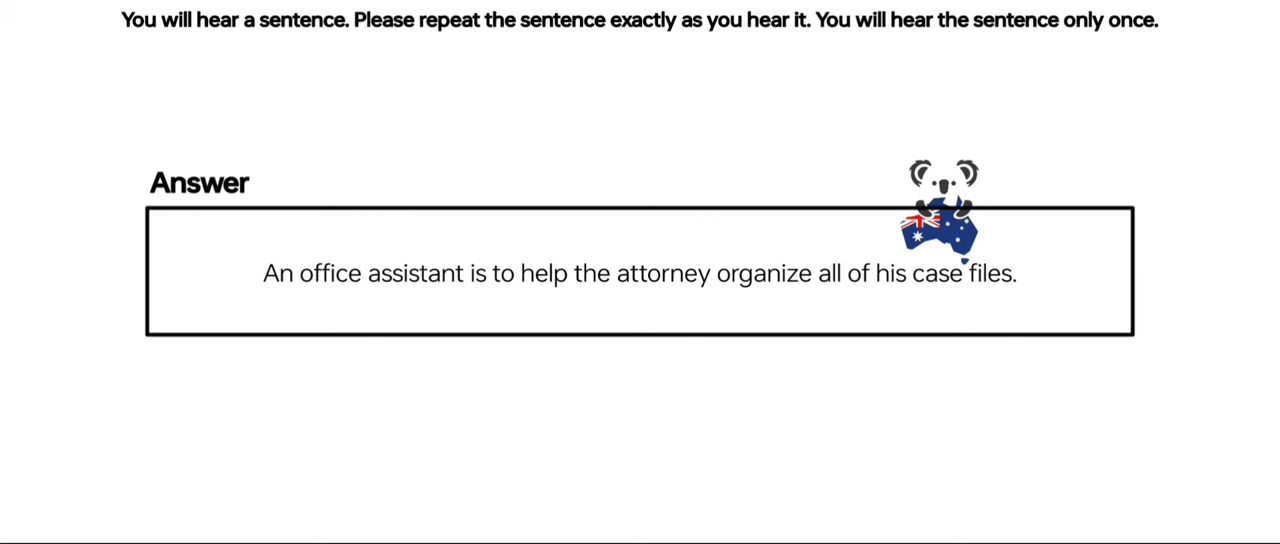 You will hear a sentence. Please repeat the sentence exactly as you hear it. You will hear the sentence only once.
Answer
An office assistant is to help the attorney organize all of his case files.